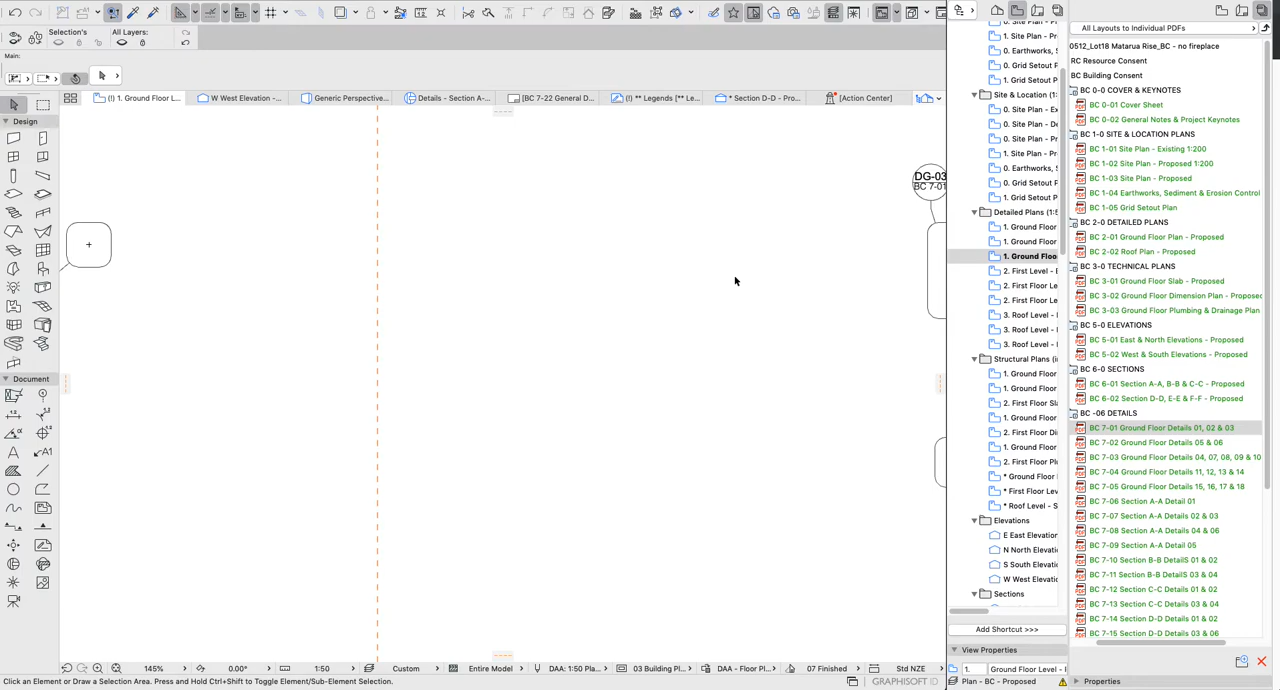 Selection's
All Layers:
Main:
(!) 1. Ground Floor L...
W West Elevation -...
Generic Perspective...
Details - Section A-...
[BC 7-22 General D...
(!) ** Legends [** Le...
* Section D-D - Pro...
[Action Center]
Design
Document
A
A1
+
DG-03
BC 7-01
0. Site Plan - Pr
1. Site Plan - Pr
0. Earthworks, S
0. Grid Setout P
1. Grid Setout P
Site & Location (1:
0. Site Plan - Ex
0. Site Plan - De
0. Site Plan - Pr
1. Site Plan - Pr
0. Earthworks, S
0. Grid Setout P
1. Grid Setout P
Detailed Plans (1:5
1. Ground Floor
1. Ground Floor
1. Ground Floo
2. First Level - E
2. First Floor Le
2. First Floor Le
3. Roof Level -
3. Roof Level -
3. Roof Level -
Structural Plans (in
1. Ground Floor
1. Ground Floor
2. First Floor Sla
1. Ground Floor
2. First Floor Di
1. Ground Floor
2. First Floor Plu
* Ground Floor
* First Floor Lev
* Roof Level - S
Elevations
E East Elevation
N North Elevatio
S South Elevatio
W West Elevatio
Sections
Add Shortcut >>>
View Properties
1.
Ground Floor Level - I
Plan - BC - Proposed
All Layouts to Individual PDFs
0512_Lot18 Matarua Rise_BC - no fireplace
RC Resource Consent
BC Building Consent
BC 0-0 COVER & KEYNOTES
BC 0-01 Cover Sheet
BC 0-02 General Notes & Project Keynotes
BC 1-0 SITE & LOCATION PLANS
BC 1-01 Site Plan - Existing 1:200
BC 1-02 Site Plan - Proposed 1:200
BC 1-03 Site Plan - Proposed
BC 1-04 Earthworks, Sediment & Erosion Control
BC 1-05 Grid Setout Plan
BC 2-0 DETAILED PLANS
BC 2-01 Ground Floor Plan - Proposed
BC 2-02 Roof Plan - Proposed
BC 3-0 TECHNICAL PLANS
BC 3-01 Ground Floor Slab - Proposed
BC 3-02 Ground Floor Dimension Plan - Propose
BC 3-03 Ground Floor Plumbing & Drainage Plan
BC 5-0 ELEVATIONS
BC 5-01 East & North Elevations - Proposed
BC 5-02 West & South Elevations - Proposed
BC 6-0 SECTIONS
BC 6-01 Section A-A, B-B & C-C - Proposed
BC 6-02 Section D-D, E-E & F-F - Proposed
BC -06 DETAILS
BC 7-01 Ground Floor Details 01, 02 & 03
BC 7-02 Ground Floor Details 05 & 06
BC 7-03 Ground Floor Details 04, 07, 08, 09 & 10
BC 7-04 Ground Floor Details 11, 12, 13 & 14
BC 7-05 Ground Floor Details 15, 16, 17 & 18
BC 7-06 Section A-A Detail 01
BC 7-07 Section A-A Details 02 & 03
BC 7-08 Section A-A Details 04 & 06
BC 7-09 Section A-A Detail 05
BC 7-10 Section B-B DetailS 01 & 02
BC 7-11 Section B-B DetailS 03 & 04
BC 7-12 Section C-C Details 01 & 02
BC 7-13 Section C-C Details 03 & 04
BC 7-14 Section D-D Details 01 & 02
BC 7-15 Section D-D Details 03 & 06
Properties
145%
0.00°
1:50
Custom
Entire Model
DAA: 1:50 Pla...
03 Building Pl...
DAA - Floor Pl...
07 Finished
Std NZE
Click an Element or Draw a Selection Area. Press and Hold Ctrl+Shift to Toggle Element/Sub-Element Selection.
GRAPHISOFT ID